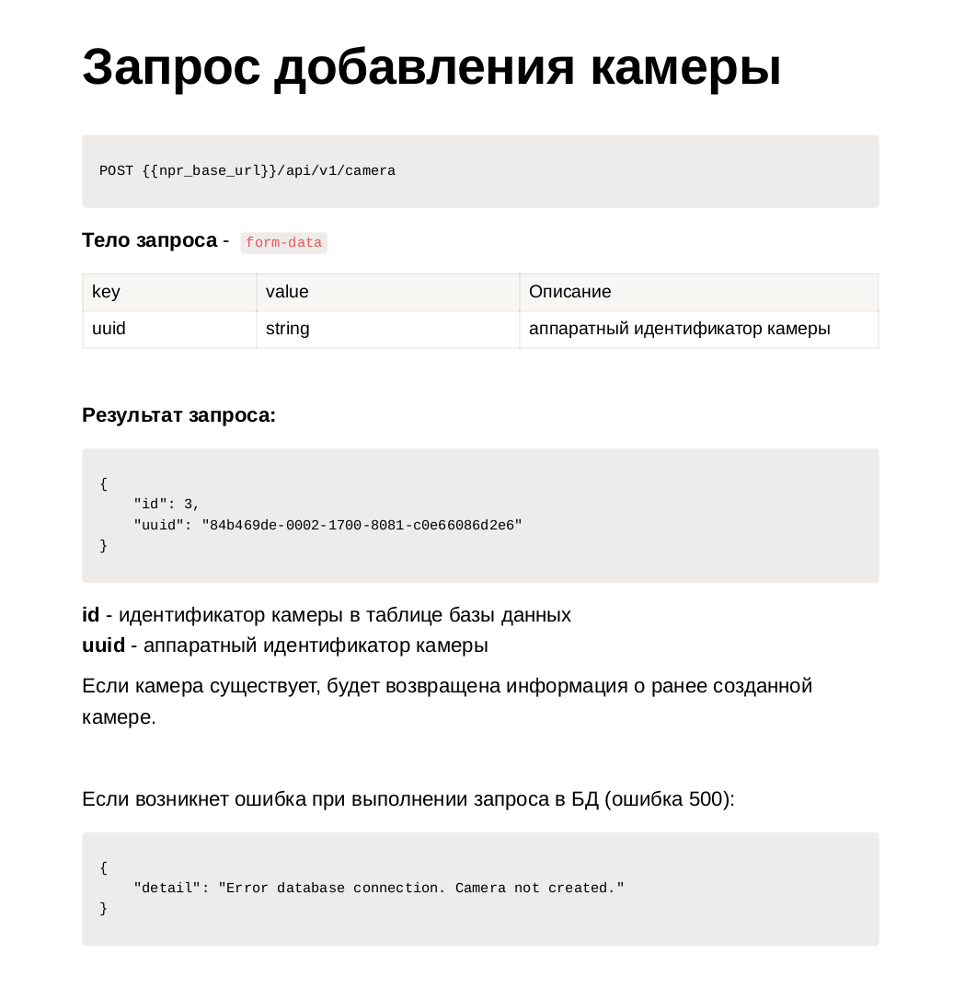 Запрос добавления камеры
POST {{npr_base_url}}/api/v1/camera
Тело запроса - form-data
key value Описание
uuid string аппаратный идентификатор камеры
Результат запроса:
{
    "id": 3,
    "uuid": "84b469de-0002-1700-8081-c0e66086d2e6"
}
id - идентификатор камеры в таблице базы данных
uuid - аппаратный идентификатор камеры
Если камера существует, будет возвращена информация о ранее созданной
камере.
Если возникнет ошибка при выполнении запроса в БД (ошибка 500):
{
    "detail": "Error database connection. Camera not created."
}